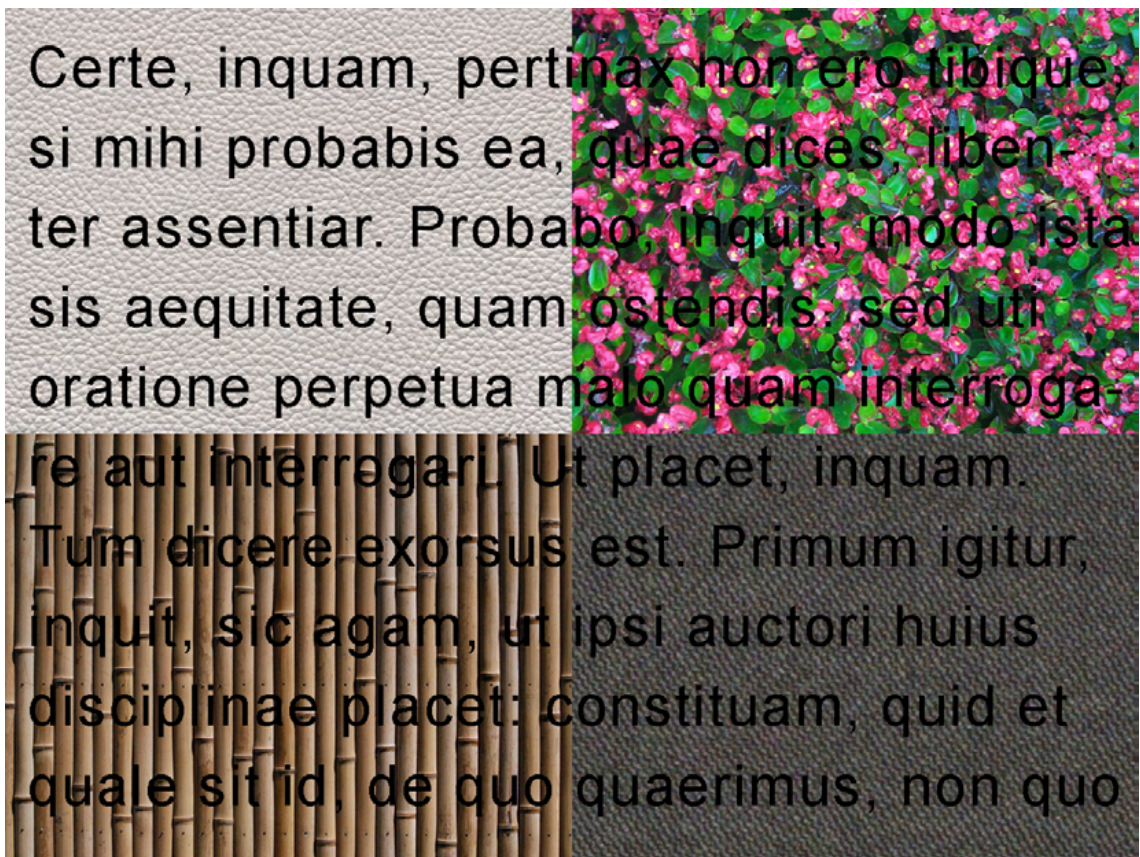 Certe, inquam, pertinax non ero tibique,
si mihi probabis ea, quae dices, liben-
ter assentiar. Probabo, inquit, modo ista
sis aequitate, quam ostendis. sed uti
oratione perpetua malo quam interroga-
re aut interrogari. Ut placet, inquam.
Tum dicere exorsus est. Primum igitur,
inquit, sic agam, ut ipsi auctori huius
disciplinae placet: constituam, quid et
quale sit id, de quo quaerimus, non quo